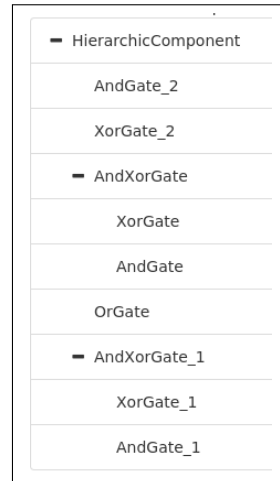 HierarchicComponent
AndGate_2
XorGate_2
AndXorGate
XorGate
AndGate
OrGate
AndXorGate_1
XorGate_1
AndGate_1